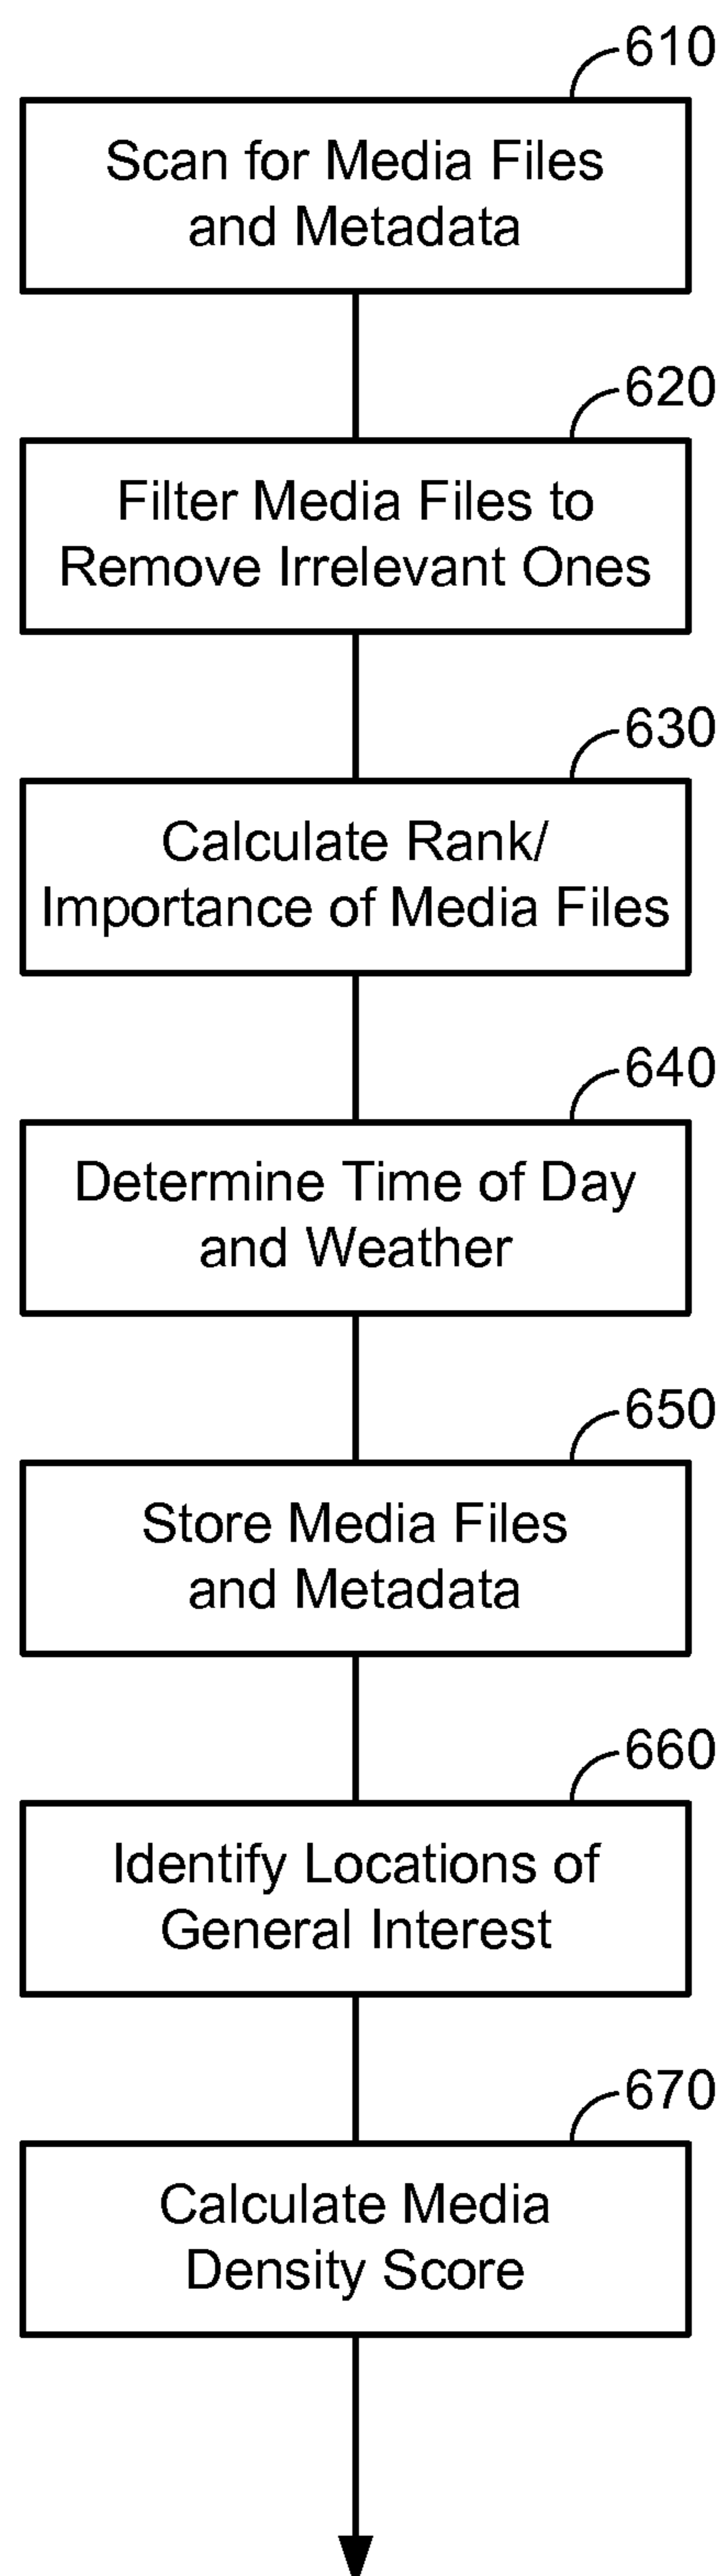 610
Scan for Media Files
and Metadata
620
Filter Media Files to
Remove Irrelevant Ones
630
Calculate Rank/
Importance of Media Files
640
Determine Time of Day
and Weather
650
Store Media Files
and Metadata
660
Identify Locations of
General Interest
670
Calculate Media
Density Score